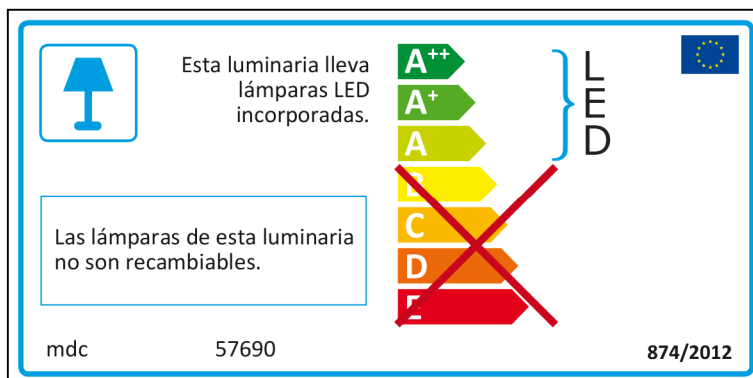 Esta luminaria lleva
lámparas LED
incorporadas.
A++
A+
A
B
C
D
E
L
E
D
Las lámparas de esta luminaria
no son recambiables.
mdc 57690
874/2012